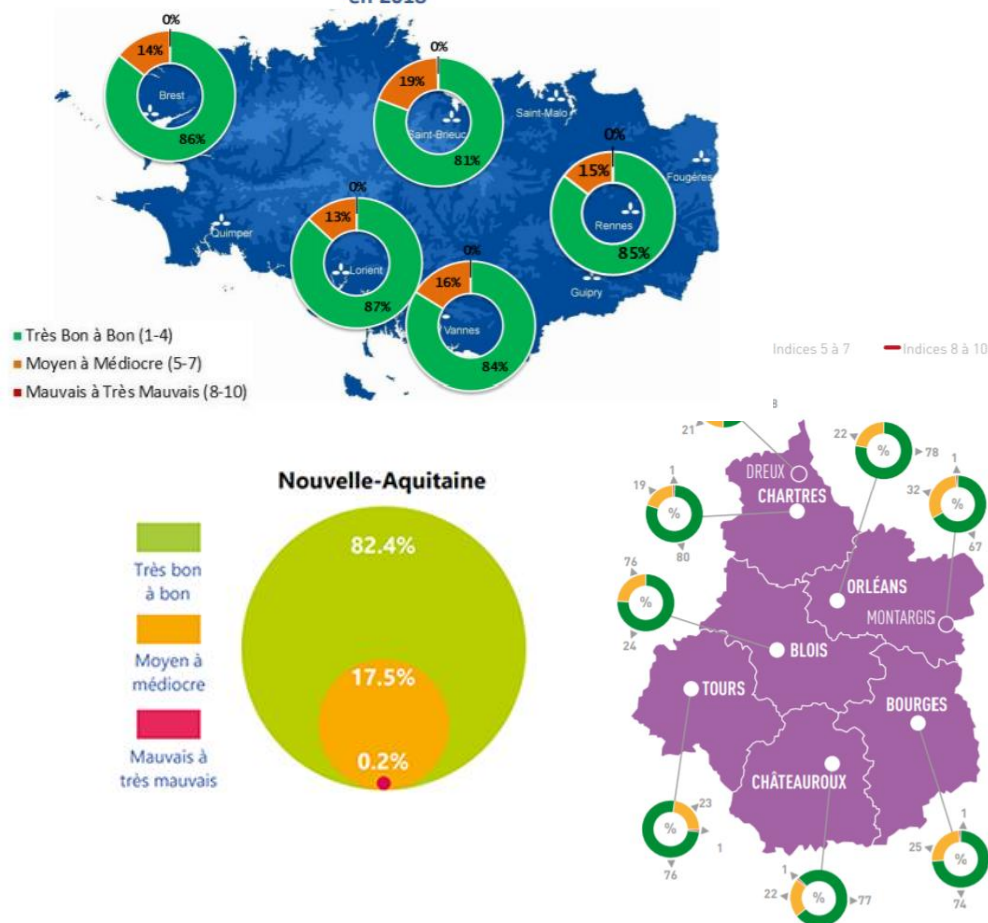 en 2018
0%
14%
Brest
86%
0%
19%
Saint-Brieuc
81%
Saint-Malo
0%
15%
Rennes
85%
Fougères
Quimper
0%
13%
Lorient
87%
0%
16%
Vannes
84%
Guipry
Très Bon à Bon (1-4)
Moyen à Médiocre (5-7)
Mauvais à Très Mauvais (8-10)
Indices 5 à 7
Indices 8 à 10
Nouvelle-Aquitaine
Très bon
à bon
Moyen à
médiocre
Mauvais à
très mauvais
82.4%
17.5%
0.2%
21
DREUX
CHARTRES
1
19
%
80
22
%
78
1
32
%
67
76
%
24
ORLÉANS
MONTARGIS
BLOIS
TOURS
BOURGES
CHÂTEAUROUX
23
%
1
76
1
22
%
77
1
25
%
74